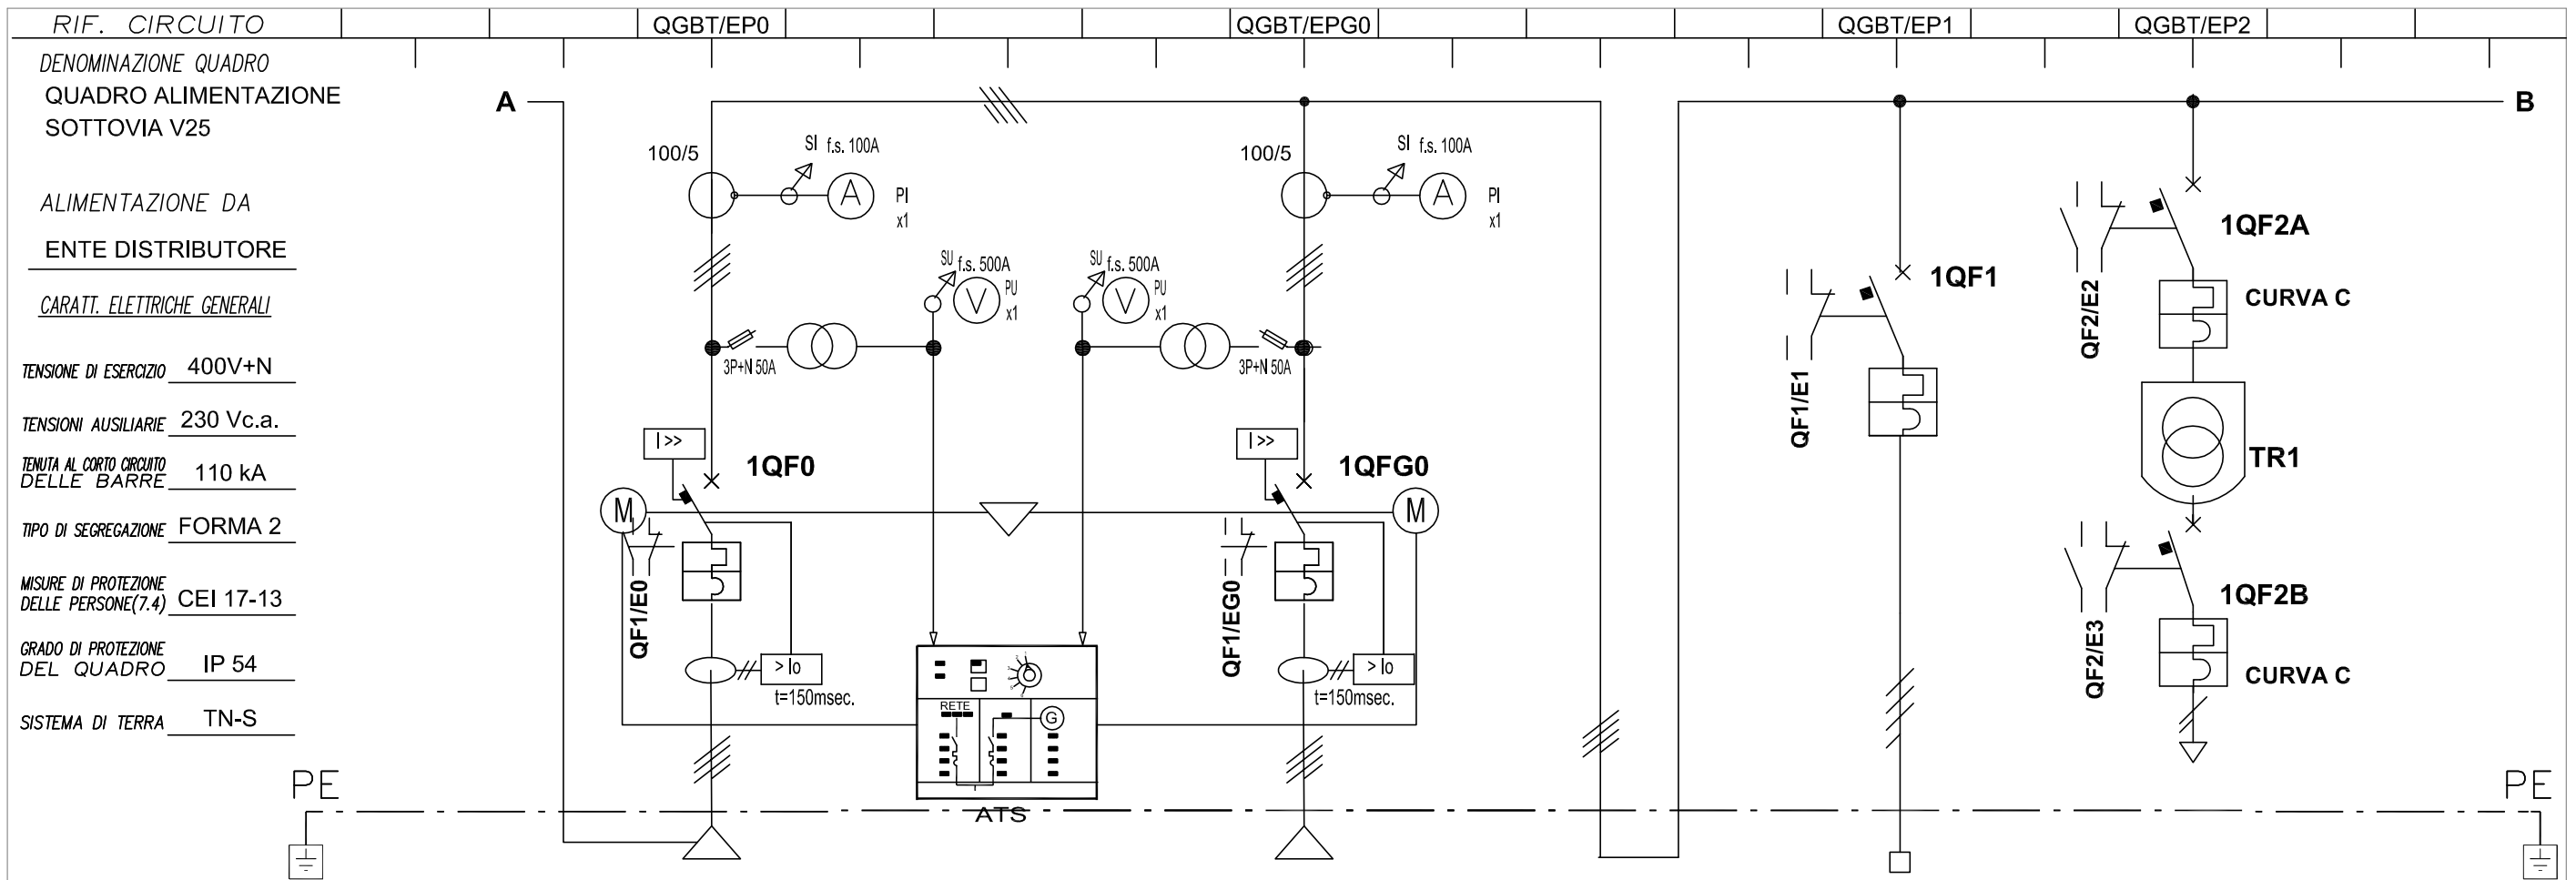 RIF. CIRCUITO
QGBT/EP0
QGBT/EPG0
QGBT/EP1
QGBT/EP2
DENOMINAZIONE QUADRO
QUADRO ALIMENTAZIONE
SOTTOVIA V25
ALIMENTAZIONE DA
ENTE DISTRIBUTORE
CARATT. ELETTRICHE GENERALI
TENSIONE DI ESERCIZIO 400V+N
TENSIONI AUSILIARIE 230 Vc.a.
TENUTA AL CORTO CIRCUITO
DELLE BARRE 110 kA
TIPO DI SEGREGAZIONE FORMA 2
MISURE DI PROTEZIONE
DELLE PERSONE(7.4) CEI 17-13
GRADO DI PROTEZIONE
DEL QUADRO IP 54
SISTEMA DI TERRA TN-S
PE
A
100/5
SI f.s. 100A
A
PI
x1
SU f.s. 500A
V
PU
x1
3P+N 50A
I >>
1QF0
M
QF1/E0
> Io
t=150msec.
RETE
G
ATS
100/5
SI f.s. 100A
A
PI
x1
SU f.s. 500A
V
PU
x1
3P+N 50A
I >>
1QFG0
M
QF1/EG0
> Io
t=150msec.
B
1QF1
QF1/E1
1QF2A
QF2/E2
CURVA C
TR1
1QF2B
QF2/E3
CURVA C
PE